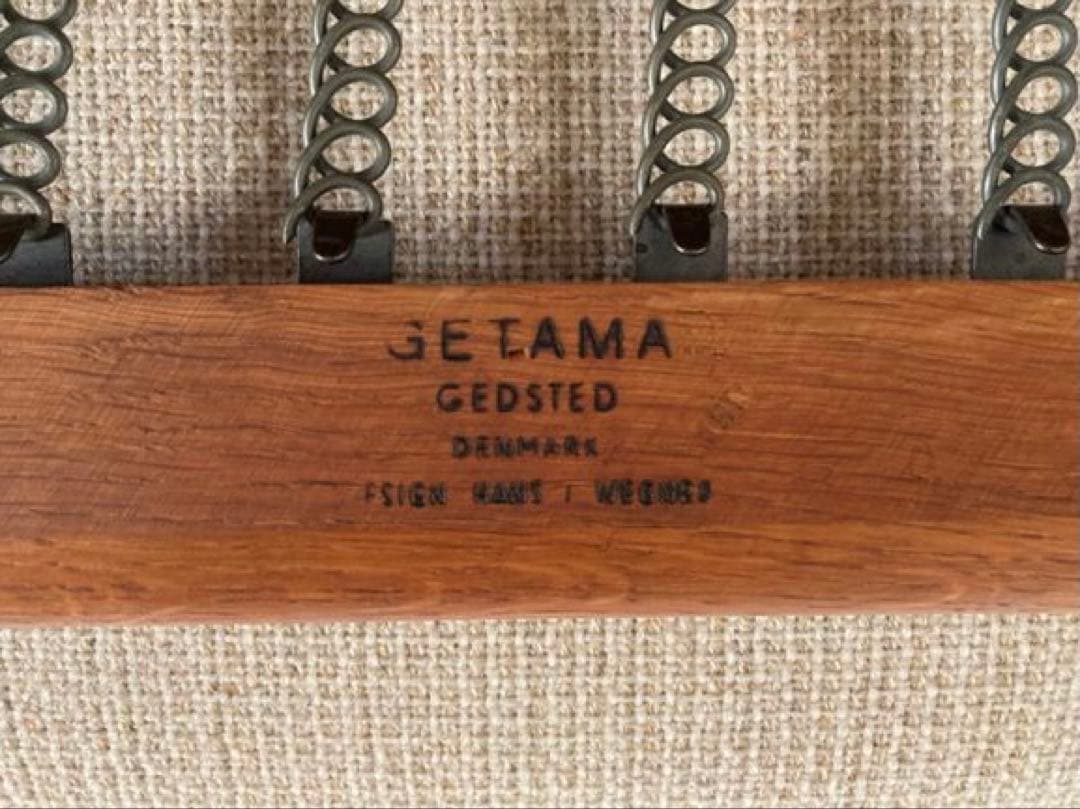 GETAMA
GEDSTED
DENMARK
ESIGN HANS J WEGNER